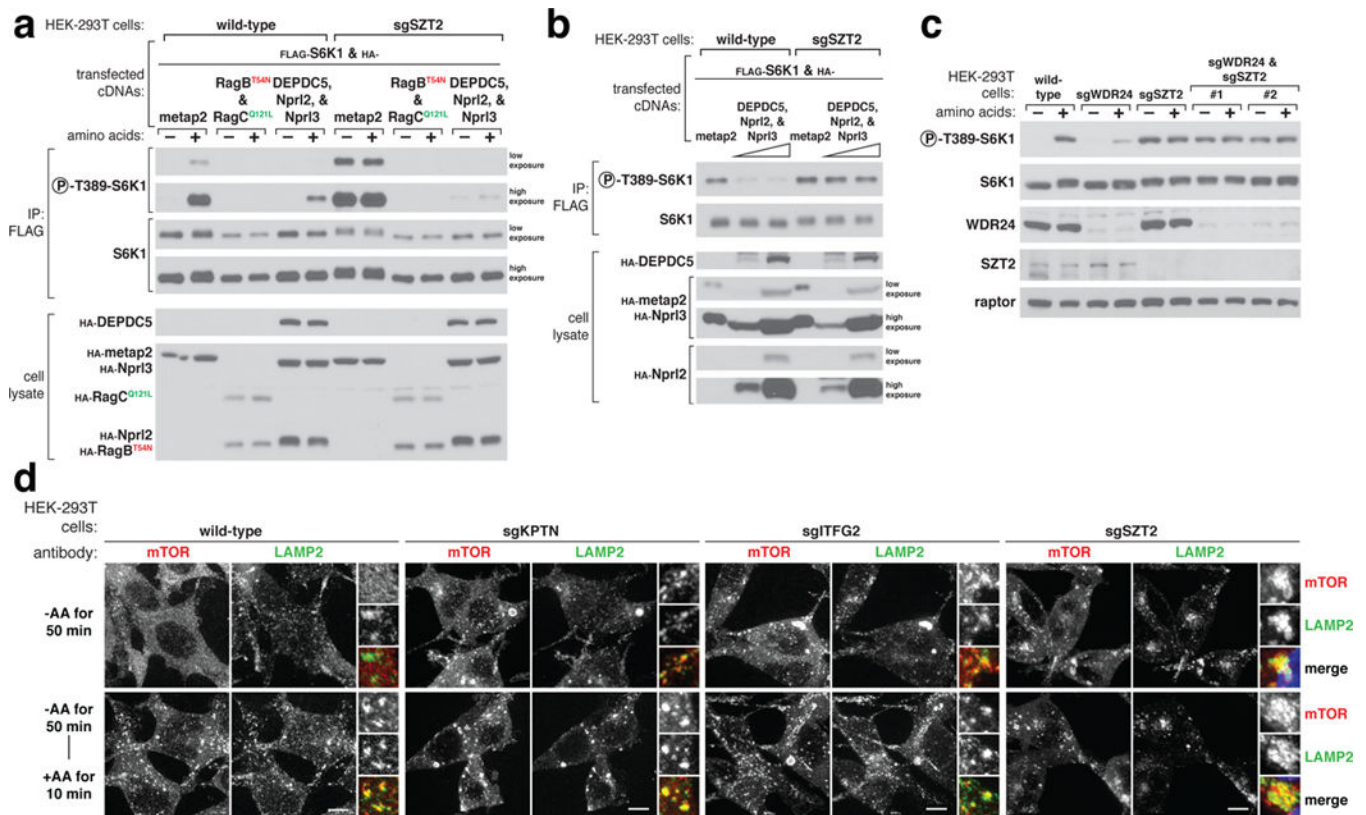 a
HEK-293T cells: wild-type sgSZT2
FLAG-S6K1 & HA-
transfected cDNAs:
metap2 RagBT54N & RagCQ121L DEPDC5, Nprl2, & Nprl3 metap2 RagBT54N & RagCQ121L DEPDC5, Nprl2, & Nprl3
amino acids: − + − + − + − + − + − +
IP: FLAG
Ⓟ-T389-S6K1 low exposure
high exposure
S6K1 low exposure
high exposure
cell lysate
HA-DEPDC5
HA-metap2
HA-Nprl3
HA-RagCQ121L
HA-Nprl2
HA-RagBT54N
b
HEK-293T cells: wild-type sgSZT2
FLAG-S6K1 & HA-
transfected cDNAs:
metap2 DEPDC5, Nprl2, & Nprl3 metap2 DEPDC5, Nprl2, & Nprl3
IP: FLAG
Ⓟ-T389-S6K1
S6K1
cell lysate
HA-DEPDC5
HA-metap2 low exposure
HA-Nprl3 high exposure
HA-Nprl2 low exposure
high exposure
c
HEK-293T cells: wild-type sgWDR24 sgSZT2 sgWDR24 & sgSZT2
#1 #2
amino acids: − + − + − + − + − +
Ⓟ-T389-S6K1
S6K1
WDR24
SZT2
raptor
d
HEK-293T cells: wild-type sgKPTN sgITFG2 sgSZT2
antibody: mTOR LAMP2 mTOR LAMP2 mTOR LAMP2 mTOR LAMP2
-AA for 50 min
mTOR
LAMP2
merge
-AA for 50 min
+AA for 10 min
mTOR
LAMP2
merge